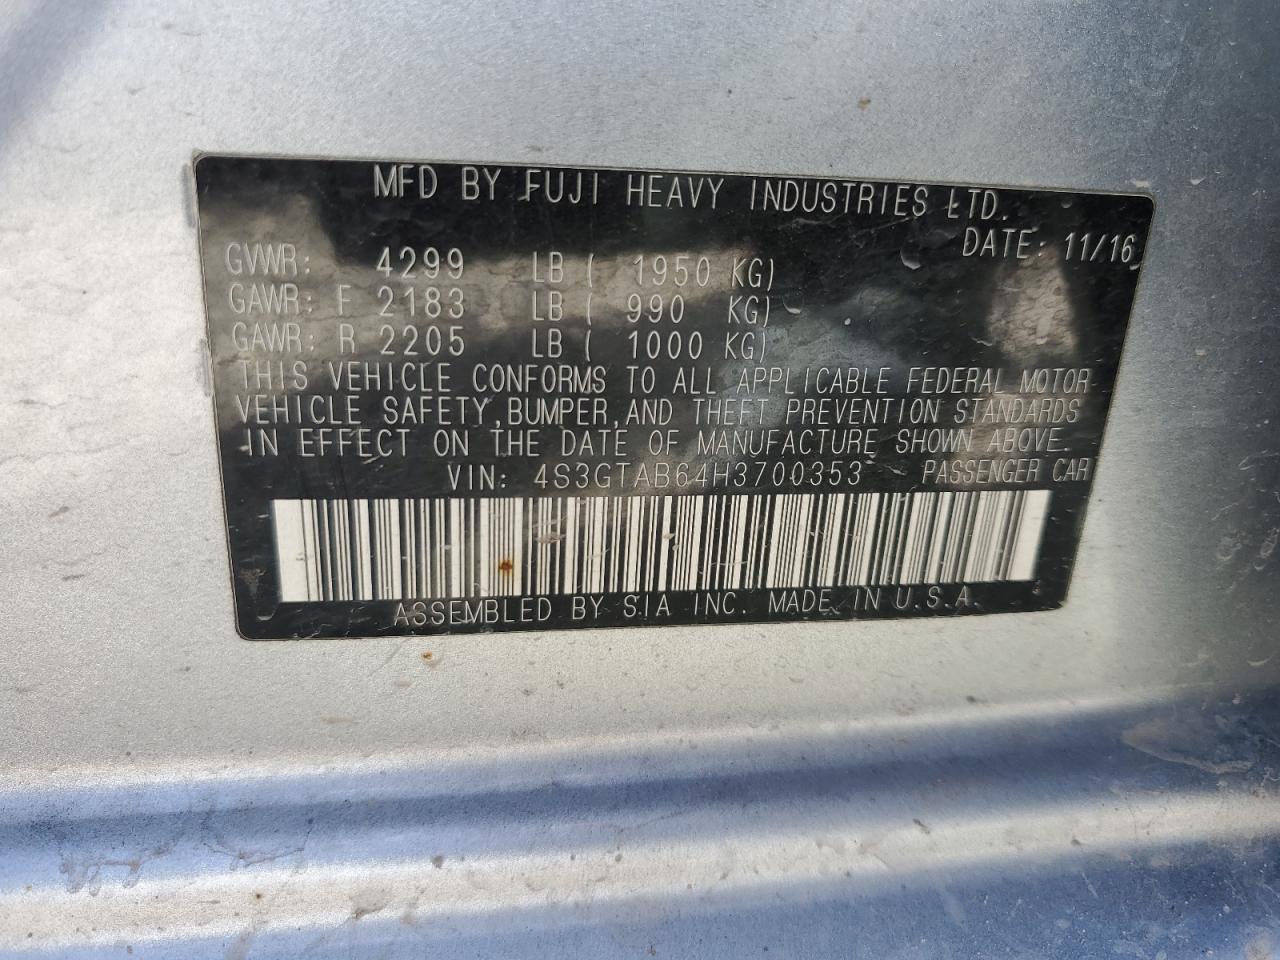 MFD BY FUJI HEAVY INDUSTRIES LTD.
DATE: 11/16
GVWR: 4299 LB ( 1950 KG)
GAWR: F 2183 LB ( 990 KG)
GAWR: R 2205 LB ( 1000 KG)
THIS VEHICLE CONFORMS TO ALL APPLICABLE FEDERAL MOTOR
VEHICLE SAFETY, BUMPER, AND THEFT PREVENTION STANDARDS
IN EFFECT ON THE DATE OF MANUFACTURE SHOWN ABOVE.
VIN: 4S3GTAB64H3700353 PASSENGER CAR
ASSEMBLED BY SIA INC. MADE IN U.S.A.